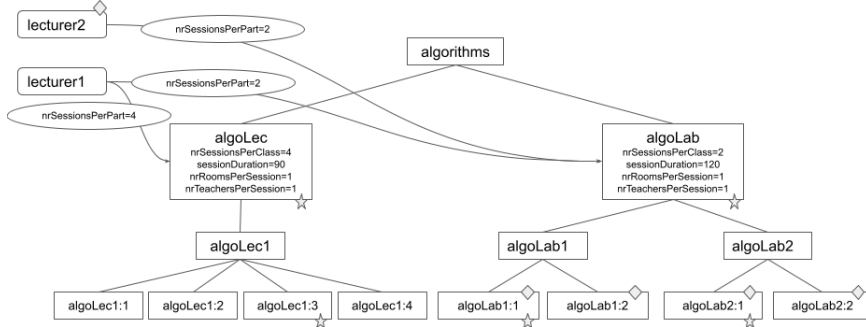 lecturer2
nrSessionsPerPart=2
algorithms
lecturer1
nrSessionsPerPart=2
nrSessionsPerPart=4
algoLec
nrSessionsPerClass=4
sessionDuration=90
nrRoomsPerSession=1
nrTeachersPerSession=1
algoLab
nrSessionsPerClass=2
sessionDuration=120
nrRoomsPerSession=1
nrTeachersPerSession=1
algoLec1
algoLab1
algoLab2
algoLec1:1
algoLec1:2
algoLec1:3
algoLec1:4
algoLab1:1
algoLab1:2
algoLab2:1
algoLab2:2